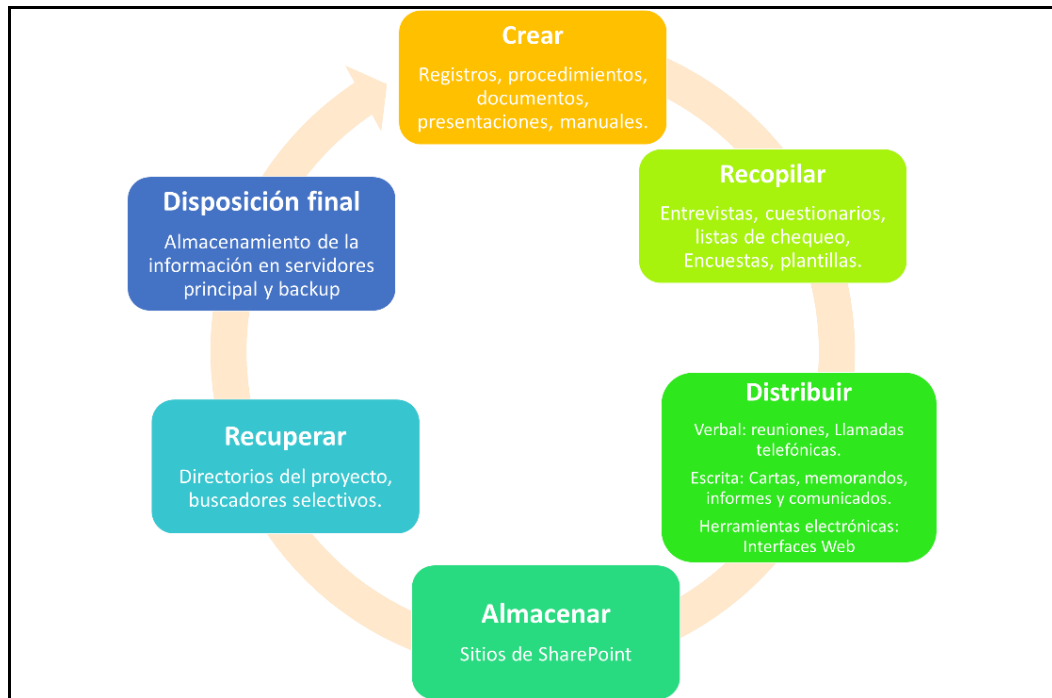 Crear
Registros, procedimientos,
documentos,
presentaciones, manuales.
Recopilar
Entrevistas, cuestionarios,
listas de chequeo,
Encuestas, plantillas.
Distribuir
Verbal: reuniones, Llamadas
telefónicas.
Escrita: Cartas, memorandos,
informes y comunicados.
Herramientas electrónicas:
Interfaces Web
Almacenar
Sitios de SharePoint
Recuperar
Directorios del proyecto,
buscadores selectivos.
Disposición final
Almacenamiento de la
información en servidores
principal y backup